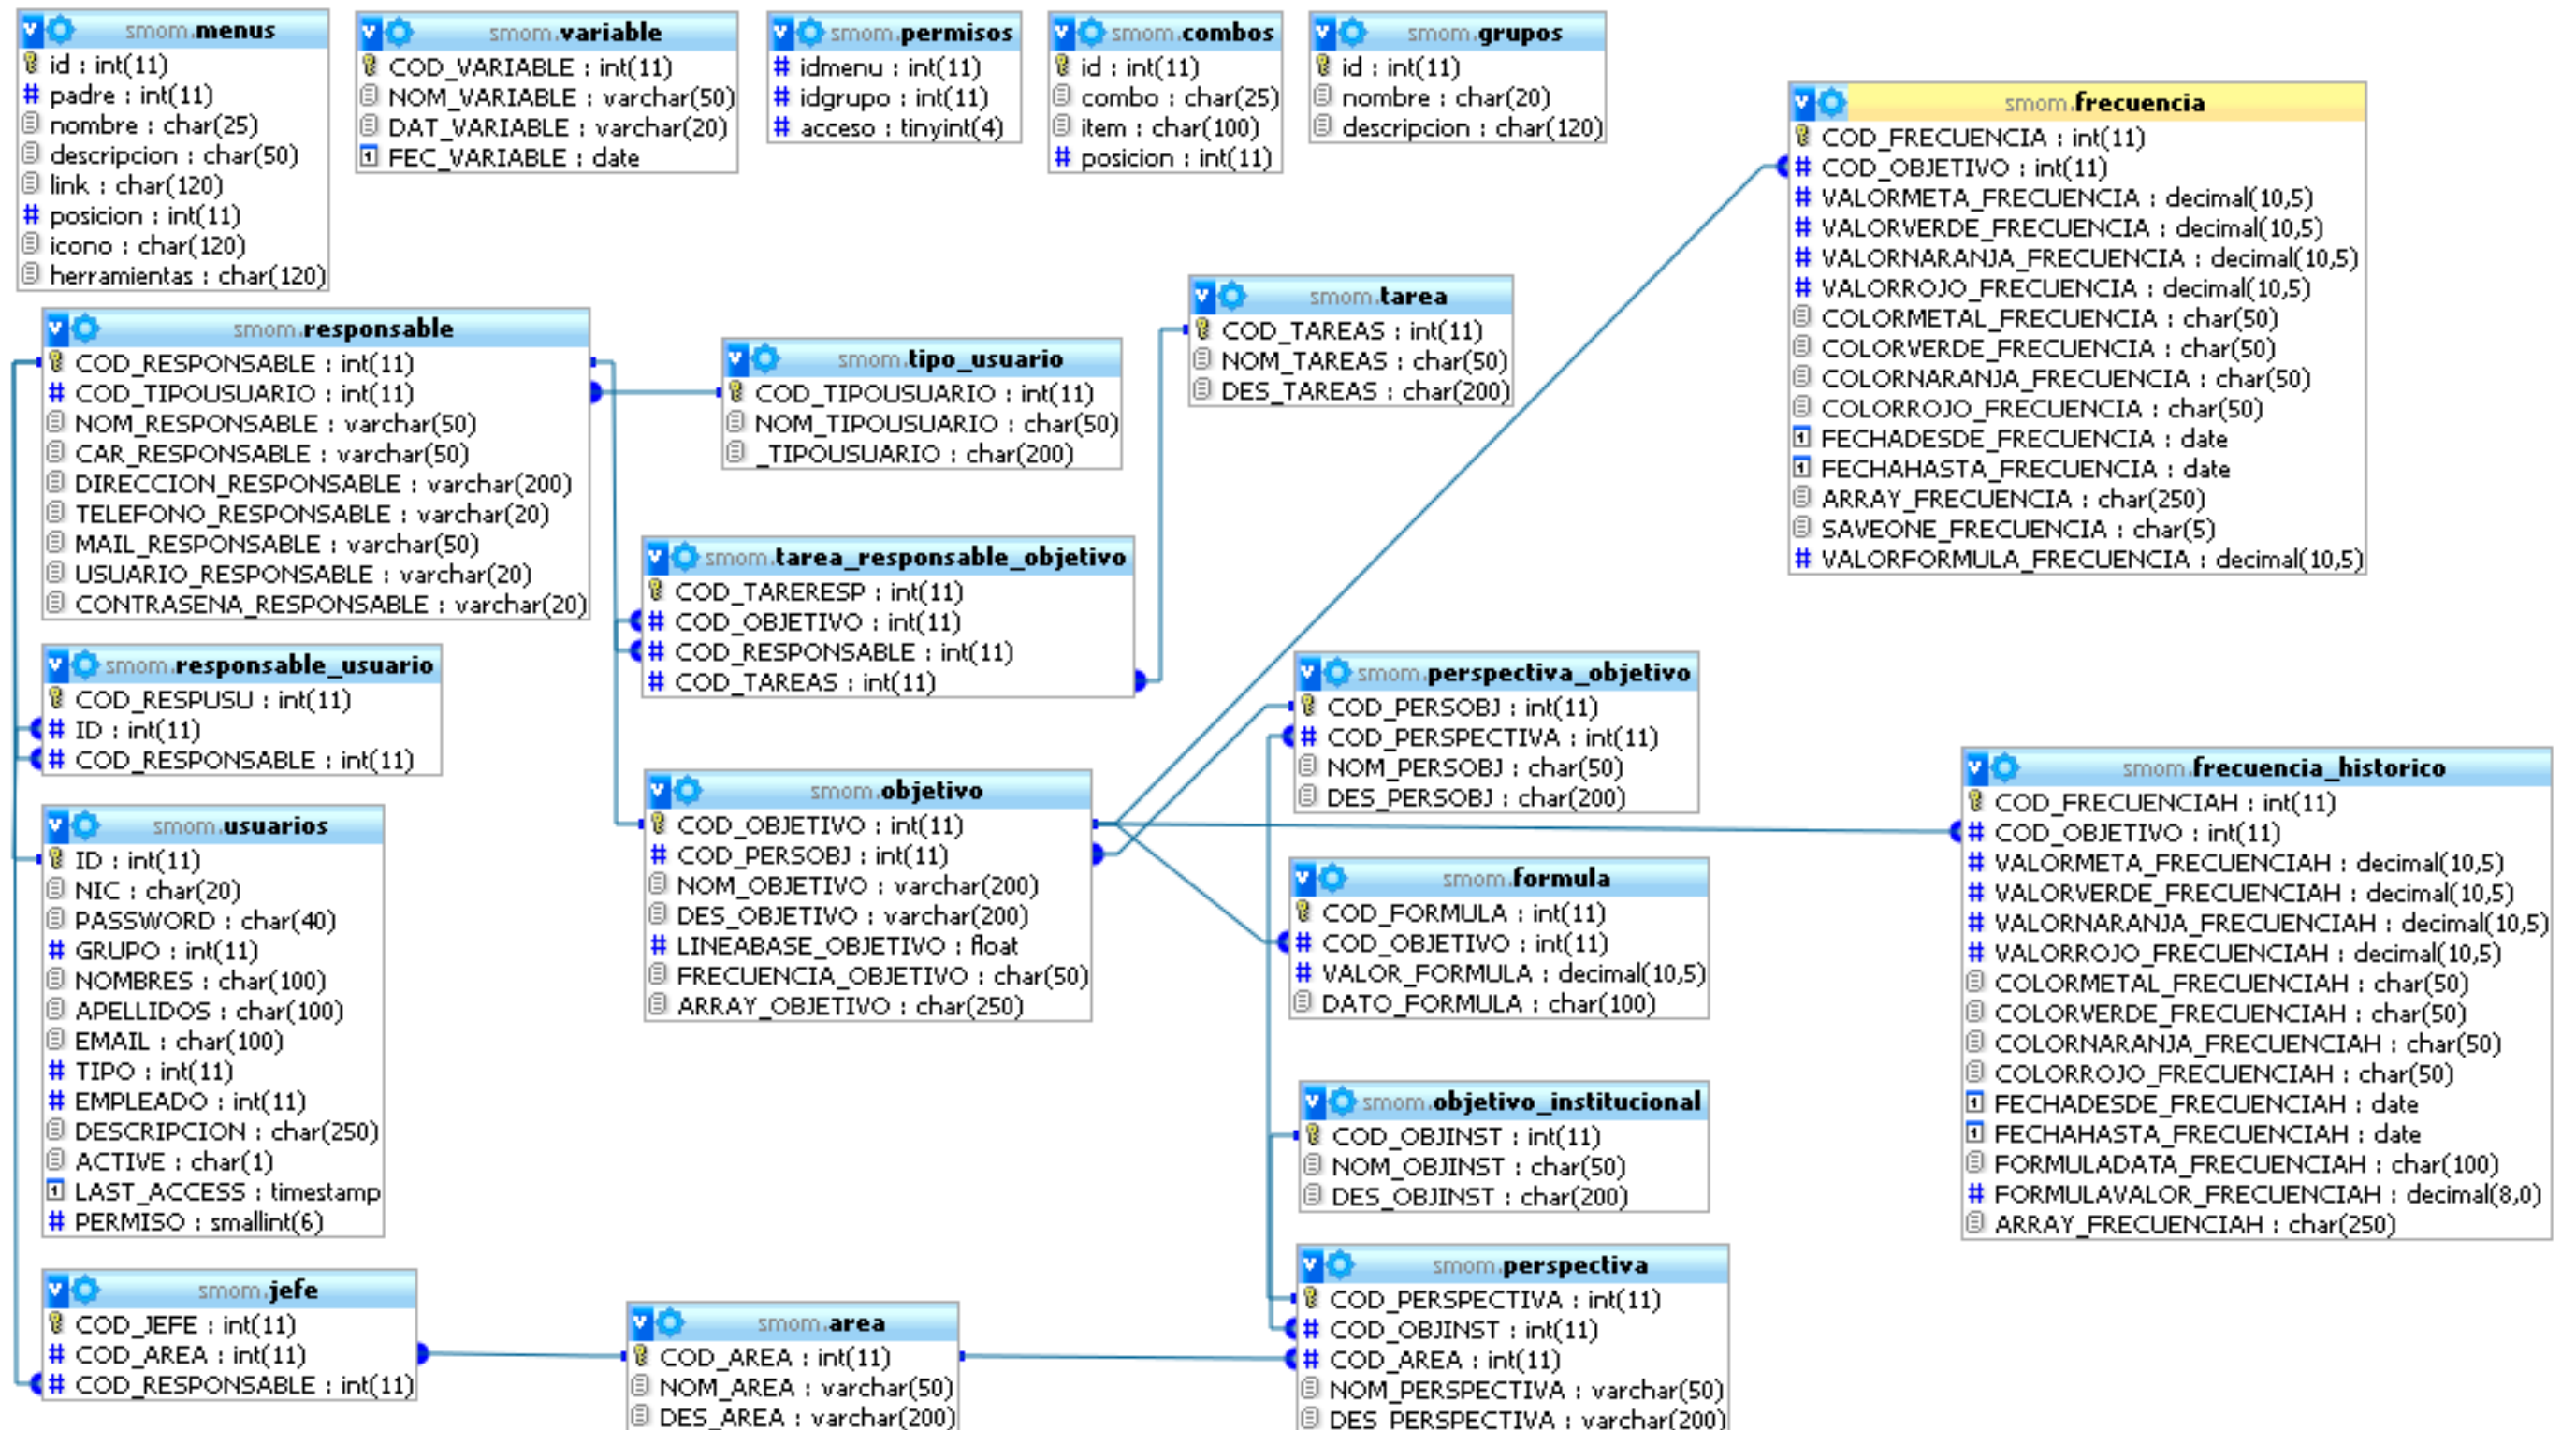 smom.menus
id : int(11)
padre : int(11)
nombre : char(25)
descripcion : char(50)
link : char(120)
posicion : int(11)
icono : char(120)
herramientas : char(120)
smom.variable
COD_VARIABLE : int(11)
NOM_VARIABLE : varchar(50)
DAT_VARIABLE : varchar(20)
FEC_VARIABLE : date
smom.permisos
idmenu : int(11)
idgrupo : int(11)
acceso : tinyint(4)
smom.combos
id : int(11)
combo : char(25)
item : char(100)
posicion : int(11)
smom.grupos
id : int(11)
nombre : char(20)
descripcion : char(120)
smom.frecuencia
COD_FRECUENCIA : int(11)
COD_OBJETIVO : int(11)
VALORMETA_FRECUENCIA : decimal(10,5)
VALORVERDE_FRECUENCIA : decimal(10,5)
VALORNARANJA_FRECUENCIA : decimal(10,5)
VALORROJO_FRECUENCIA : decimal(10,5)
COLORMETAL_FRECUENCIA : char(50)
COLORVERDE_FRECUENCIA : char(50)
COLORNARANJA_FRECUENCIA : char(50)
COLORROJO_FRECUENCIA : char(50)
FECHADESDE_FRECUENCIA : date
FECHAHASTA_FRECUENCIA : date
ARRAY_FRECUENCIA : char(250)
SAVEONE_FRECUENCIA : char(5)
VALORFORMULA_FRECUENCIA : decimal(10,5)
smom.responsable
COD_RESPONSABLE : int(11)
COD_TIPOUSUARIO : int(11)
NOM_RESPONSABLE : varchar(50)
CAR_RESPONSABLE : varchar(50)
DIRECCION_RESPONSABLE : varchar(200)
TELEFONO_RESPONSABLE : varchar(20)
MAIL_RESPONSABLE : varchar(50)
USUARIO_RESPONSABLE : varchar(20)
CONTRASENA_RESPONSABLE : varchar(20)
smom.tipo_usuario
COD_TIPOUSUARIO : int(11)
NOM_TIPOUSUARIO : char(50)
_TIPOUSUARIO : char(200)
smom.tarea
COD_TAREAS : int(11)
NOM_TAREAS : char(50)
DES_TAREAS : char(200)
smom.tarea_responsable_objetivo
COD_TARERESP : int(11)
COD_OBJETIVO : int(11)
COD_RESPONSABLE : int(11)
COD_TAREAS : int(11)
smom.responsable_usuario
COD_RESPUSU : int(11)
ID : int(11)
COD_RESPONSABLE : int(11)
smom.perspectiva_objetivo
COD_PERSOBJ : int(11)
COD_PERSPECTIVA : int(11)
NOM_PERSOBJ : char(50)
DES_PERSOBJ : char(200)
smom.usuarios
ID : int(11)
NIC : char(20)
PASSWORD : char(40)
GRUPO : int(11)
NOMBRES : char(100)
APELLIDOS : char(100)
EMAIL : char(100)
TIPO : int(11)
EMPLEADO : int(11)
DESCRIPCION : char(250)
ACTIVE : char(1)
LAST_ACCESS : timestamp
PERMISO : smallint(6)
smom.objetivo
COD_OBJETIVO : int(11)
COD_PERSOBJ : int(11)
NOM_OBJETIVO : varchar(200)
DES_OBJETIVO : varchar(200)
LINEABASE_OBJETIVO : float
FRECUENCIA_OBJETIVO : char(50)
ARRAY_OBJETIVO : char(250)
smom.formula
COD_FORMULA : int(11)
COD_OBJETIVO : int(11)
VALOR_FORMULA : decimal(10,5)
DATO_FORMULA : char(100)
smom.frecuencia_historico
COD_FRECUENCIAH : int(11)
COD_OBJETIVO : int(11)
VALORMETA_FRECUENCIAH : decimal(10,5)
VALORVERDE_FRECUENCIAH : decimal(10,5)
VALORNARANJA_FRECUENCIAH : decimal(10,5)
VALORROJO_FRECUENCIAH : decimal(10,5)
COLORMETAL_FRECUENCIAH : char(50)
COLORVERDE_FRECUENCIAH : char(50)
COLORNARANJA_FRECUENCIAH : char(50)
COLORROJO_FRECUENCIAH : char(50)
FECHADESDE_FRECUENCIAH : date
FECHAHASTA_FRECUENCIAH : date
FORMULADATA_FRECUENCIAH : char(100)
FORMULAVALOR_FRECUENCIAH : decimal(8,0)
ARRAY_FRECUENCIAH : char(250)
smom.objetivo_institucional
COD_OBJINST : int(11)
NOM_OBJINST : char(50)
DES_OBJINST : char(200)
smom.jefe
COD_JEFE : int(11)
COD_AREA : int(11)
COD_RESPONSABLE : int(11)
smom.area
COD_AREA : int(11)
NOM_AREA : varchar(50)
DES_AREA : varchar(200)
smom.perspectiva
COD_PERSPECTIVA : int(11)
COD_OBJINST : int(11)
COD_AREA : int(11)
NOM_PERSPECTIVA : varchar(50)
DES_PERSPECTIVA : varchar(200)